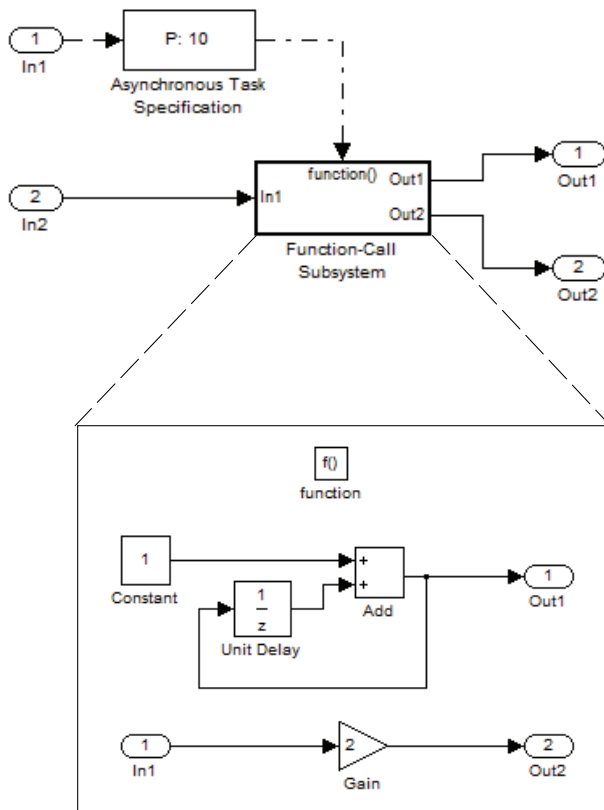 1
In1
P: 10
Asynchronous Task
Specification
2
In2
function()
In1
Out1
Out2
Function-Call
Subsystem
1
Out1
2
Out2
f()
function
1
Constant
1
z
Unit Delay
+
+
Add
1
Out1
1
In1
2
Gain
2
Out2